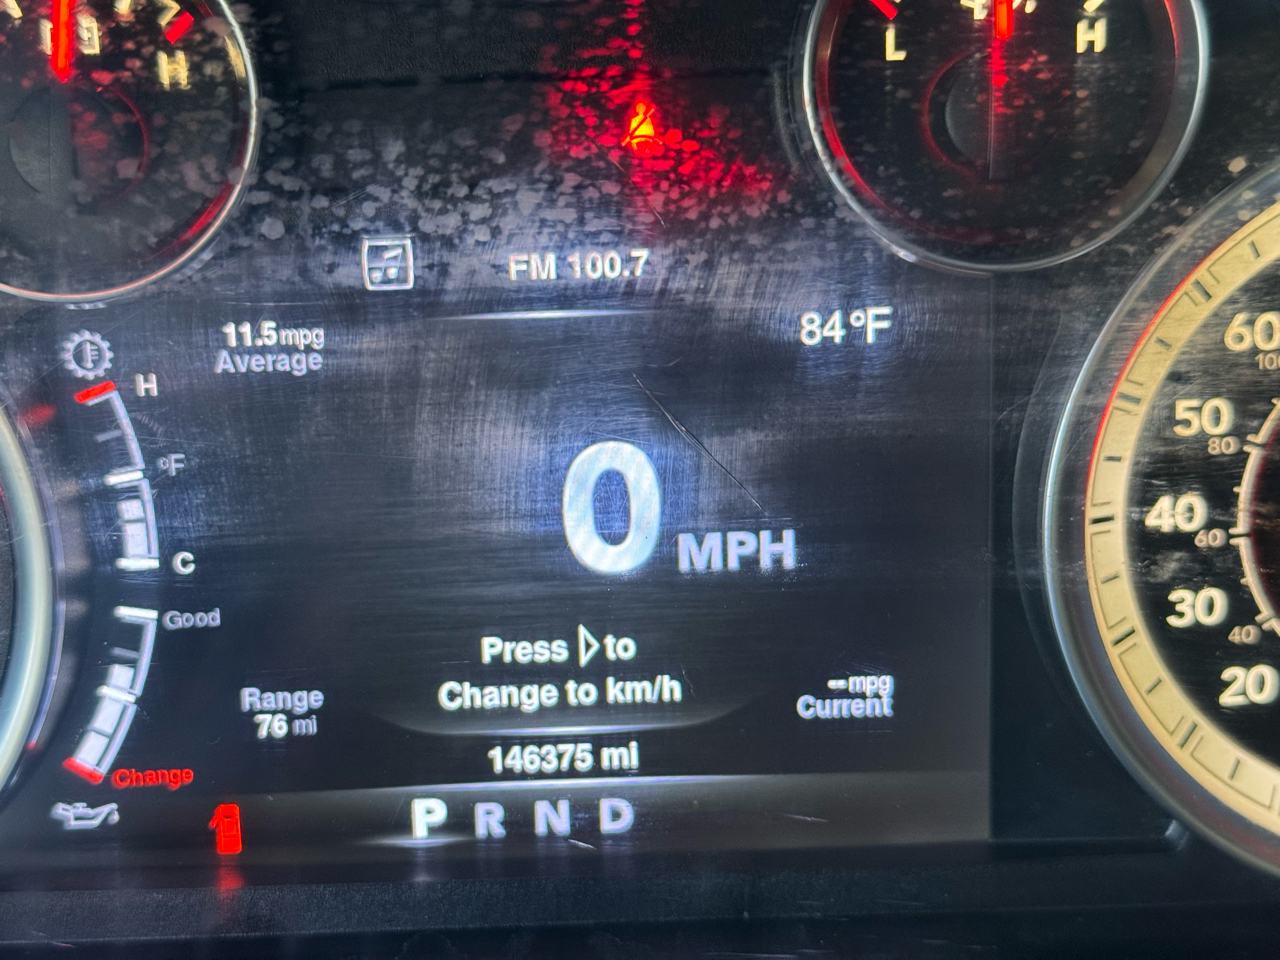 H
L
H
FM 100.7
11.5 mpg
Average
84°F
H
°F
C
0 MPH
Good
Press ▷ to
Change to km/h
Range
76 mi
-- mpg
Current
146375 mi
Change
P R N D
60
50
80
40
60
30
40
20